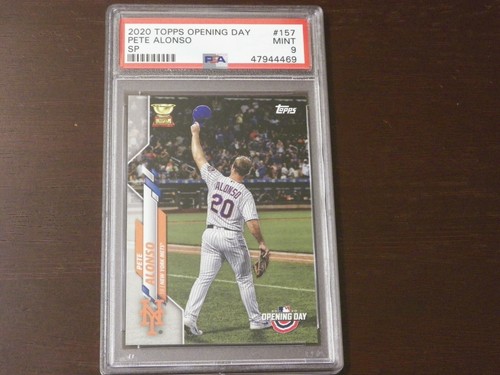 2020 TOPPS OPENING DAY #157
PETE ALONSO MINT
SP 9
PSA 47944469
Topps
ALONSO
20
PETE
ALONSO
NEW YORK METS
NY
OPENING DAY